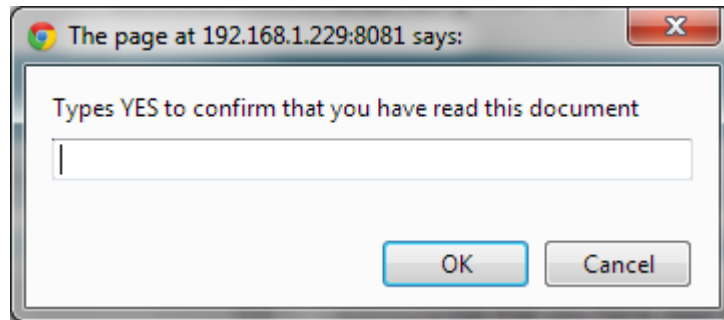 The page at 192.168.1.229:8081 says:
Types YES to confirm that you have read this document
OK
Cancel